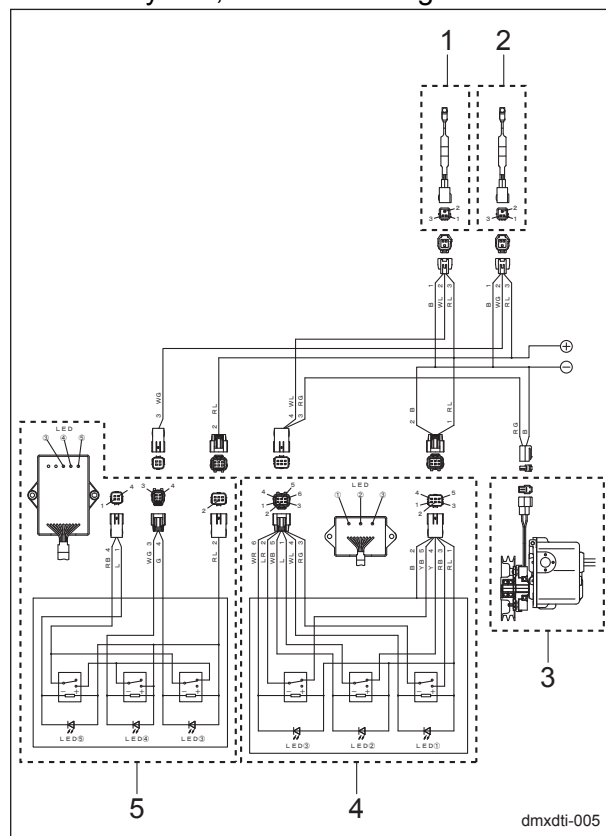 1 2
2
3 1
2
3 1
1 2 3
B WL RL
1 2 3
B WG RL
⊕
⊖
3 WG
2 RL
4 3
WL RG
2 B
1 RL
RG B
LED
③ ④ ⑤
4
1
3 4
2
LED
① ② ③
4 5
1 6
2 3
4 5
1 6
2 3
RB 4
L 1
WG 3
G 4
RL 2
WR 6
LR 2
WB 5
L 1
WL 4
RG 3
B 2
YB 5
Y 4
RB 3
RL 1
3
LED⑤ LED④ LED③
LED③ LED② LED①
5 4
dmxdti-005